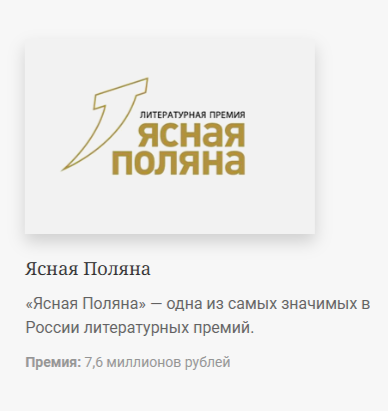 ЛИТЕРАТУРНАЯ ПРЕМИЯ
ясная
поляна
Ясная Поляна
«Ясная Поляна» — одна из самых значимых в
России литературных премий.
Премия: 7,6 миллионов рублей